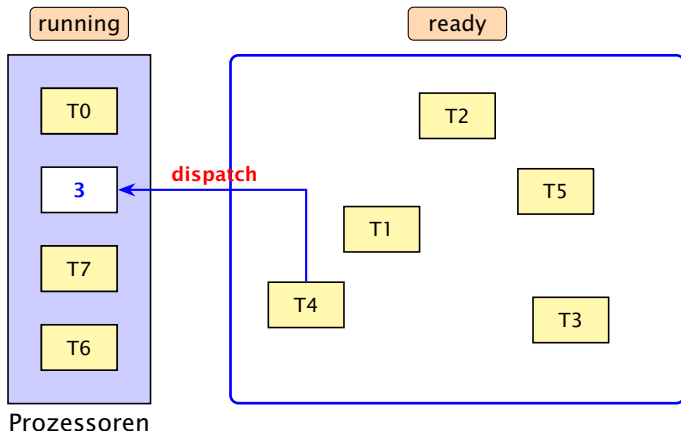 running
ready
T0
T2
dispatch
3
T5
T1
T7
T4
T3
T6
Prozessoren